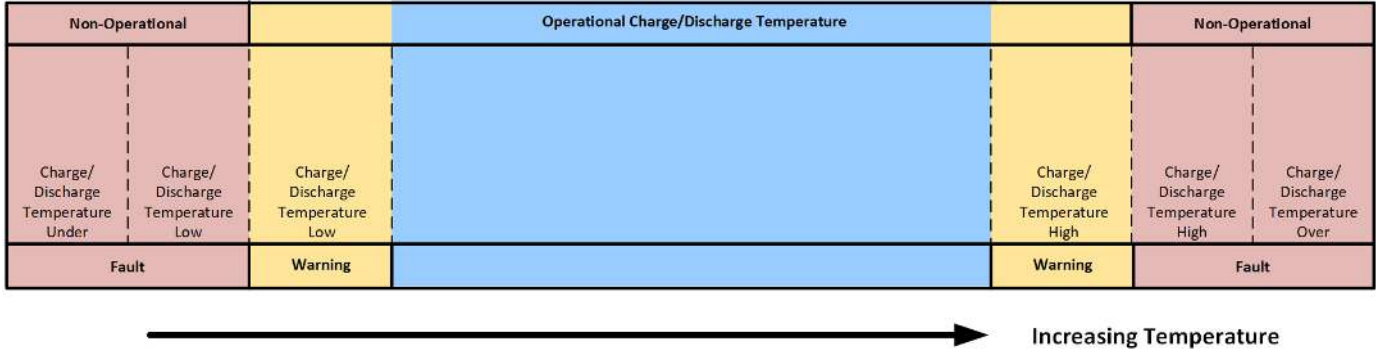 Non-Operational
Operational Charge/Discharge Temperature
Non-Operational
Charge/
Discharge
Temperature
Under
Charge/
Discharge
Temperature
Low
Charge/
Discharge
Temperature
Low
Charge/
Discharge
Temperature
High
Charge/
Discharge
Temperature
High
Charge/
Discharge
Temperature
Over
Fault
Warning
Warning
Fault
Increasing Temperature